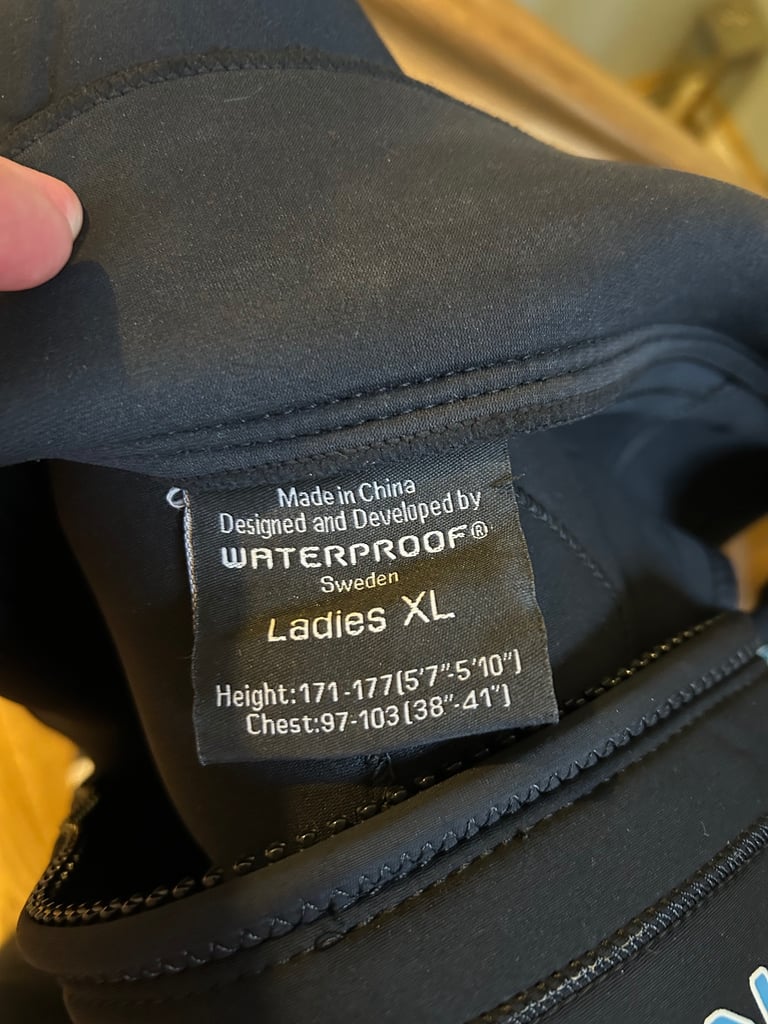 Made in China
Designed and Developed by
WATERPROOF®
Sweden
Ladies XL
Height:171-177(5'7"-5'10")
Chest:97-103(38"-41")